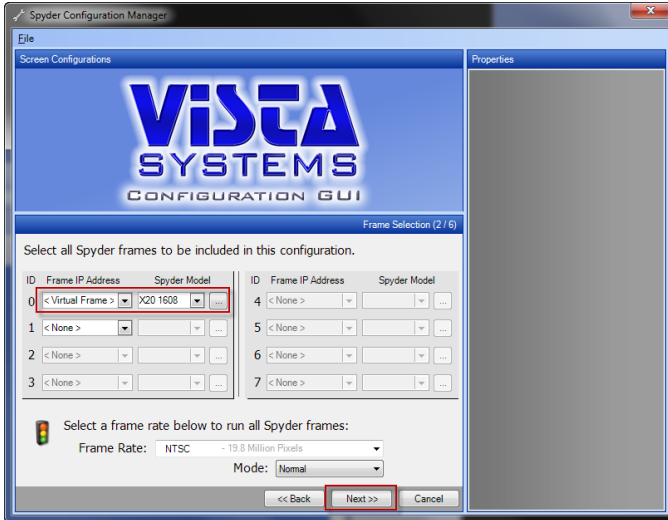 Spyder Configuration Manager
File
Screen Configurations
Properties
VISTA
SYSTEMS
CONFIGURATION GUI
Frame Selection (2 / 6)
Select all Spyder frames to be included in this configuration.
ID Frame IP Address Spyder Model ID Frame IP Address Spyder Model
0 < Virtual Frame > X20 1608 ... 4 < None > ...
1 < None > ... 5 < None > ...
2 < None > ... 6 < None > ...
3 < None > ... 7 < None > ...
Select a frame rate below to run all Spyder frames:
Frame Rate: NTSC - 19.8 Million Pixels
Mode: Normal
<< Back Next >> Cancel